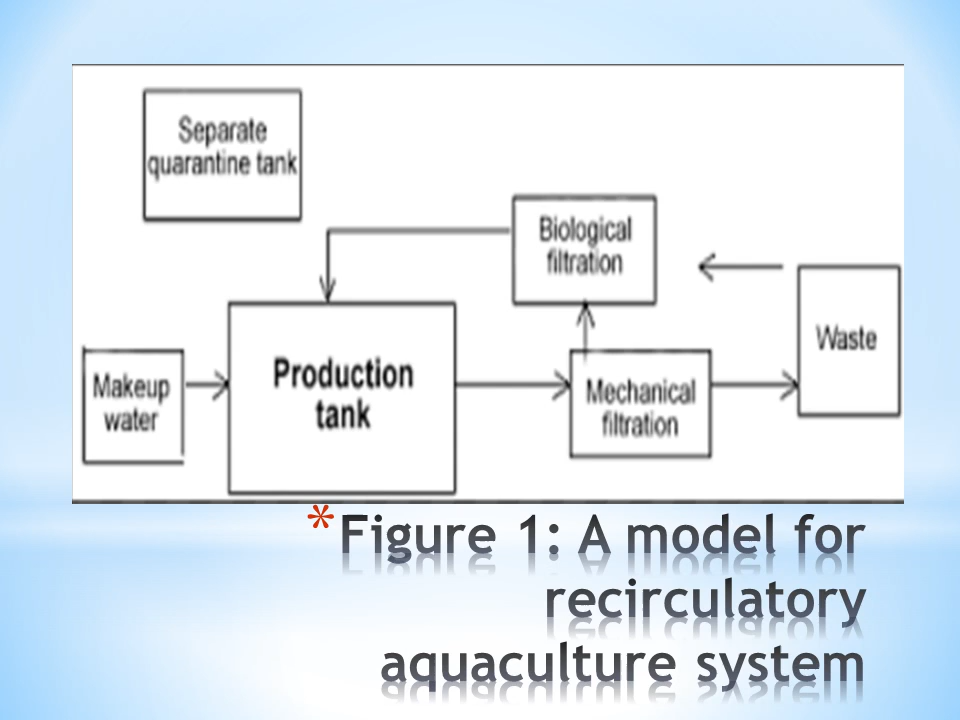 Separate
quarantine tank
Biological
filtration
Waste
Makeup
water
Production
tank
Mechanical
filtration
* Figure 1: A model for
recirculatory
aquaculture system